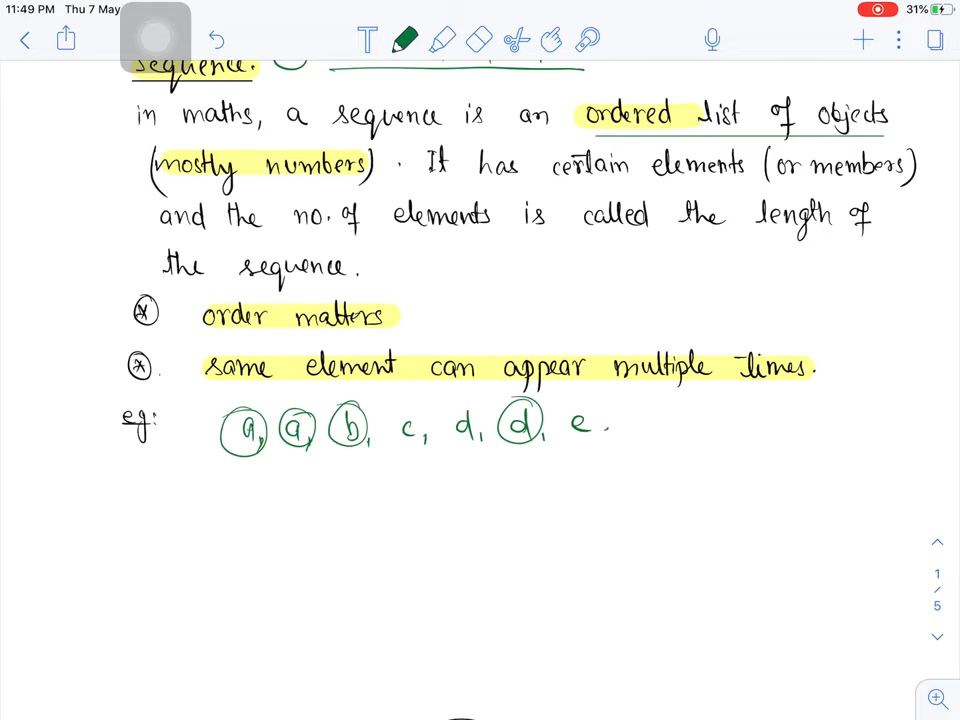 11:49 PM Thu 7 May
31%
sequence.
in maths, a sequence is an ordered list of objects
(mostly numbers). It has certain elements (or members)
and the no. of elements is called the length of
the sequence.
order matters
same element can appear multiple times.
eg: a, a, b, c, d, d, e.
1
/
5